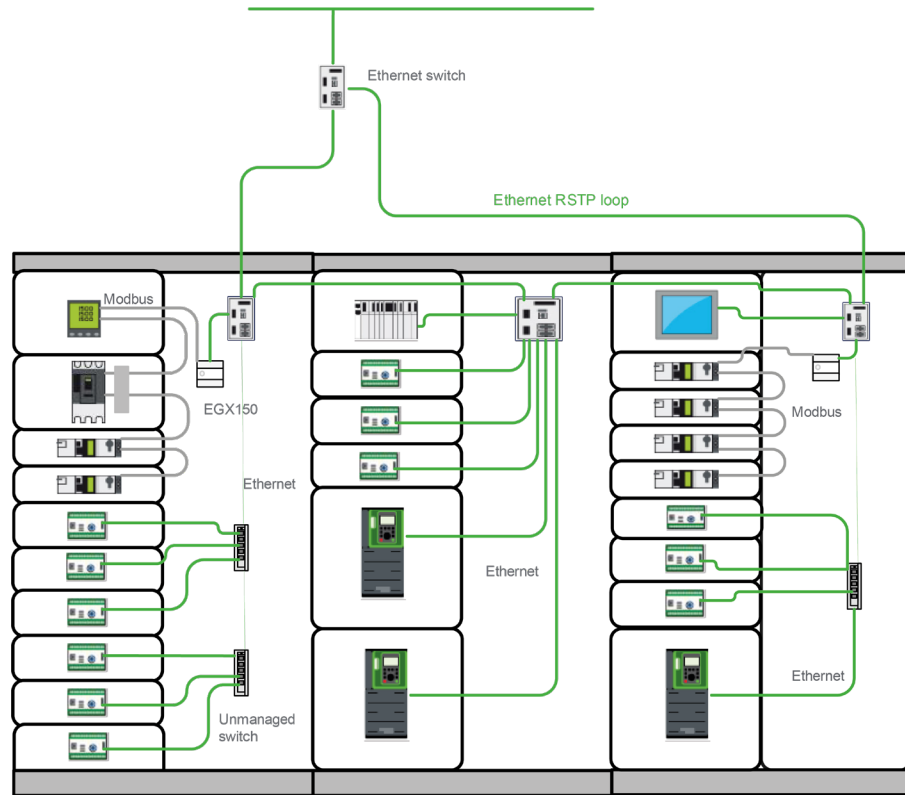 Ethernet switch
Ethernet RSTP loop
Modbus
EGX150
Modbus
Ethernet
Ethernet
Ethernet
Unmanaged
switch